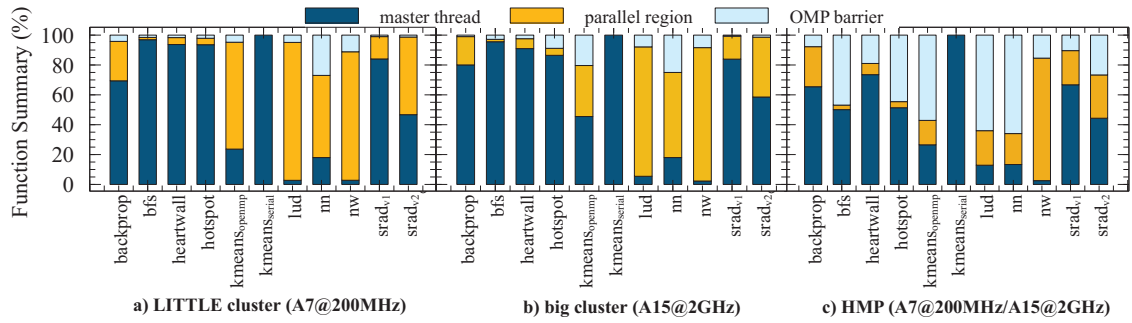 master thread parallel region OMP barrier
Function Summary (%)
100
80
60
40
20
0
backprop
bfs
heartwall
hotspot
kmeansopenmp
kmeansserial
lud
nn
nw
sradv1
sradv2
backprop
bfs
heartwall
hotspot
kmeansopenmp
kmeansserial
lud
nn
nw
sradv1
sradv2
backprop
bfs
heartwall
hotspot
kmeansopenmp
kmeansserial
lud
nn
nw
sradv1
sradv2
a) LITTLE cluster (A7@200MHz) b) big cluster (A15@2GHz) c) HMP (A7@200MHz/A15@2GHz)